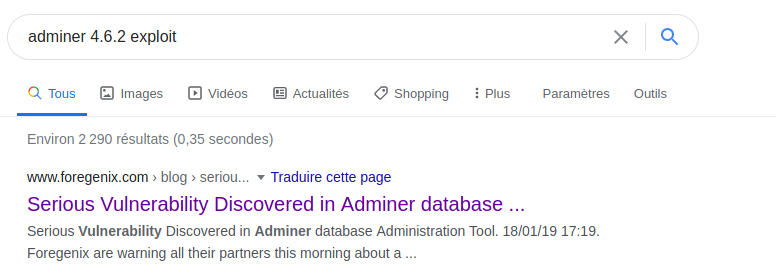 adminer 4.6.2 exploit
Tous Images Vidéos Actualités Shopping Plus Paramètres Outils
Environ 2 290 résultats (0,35 secondes)
www.foregenix.com › blog › seriou... Traduire cette page
Serious Vulnerability Discovered in Adminer database ...
Serious Vulnerability Discovered in Adminer database Administration Tool. 18/01/19 17:19.
Foregenix are warning all their partners this morning about a ...